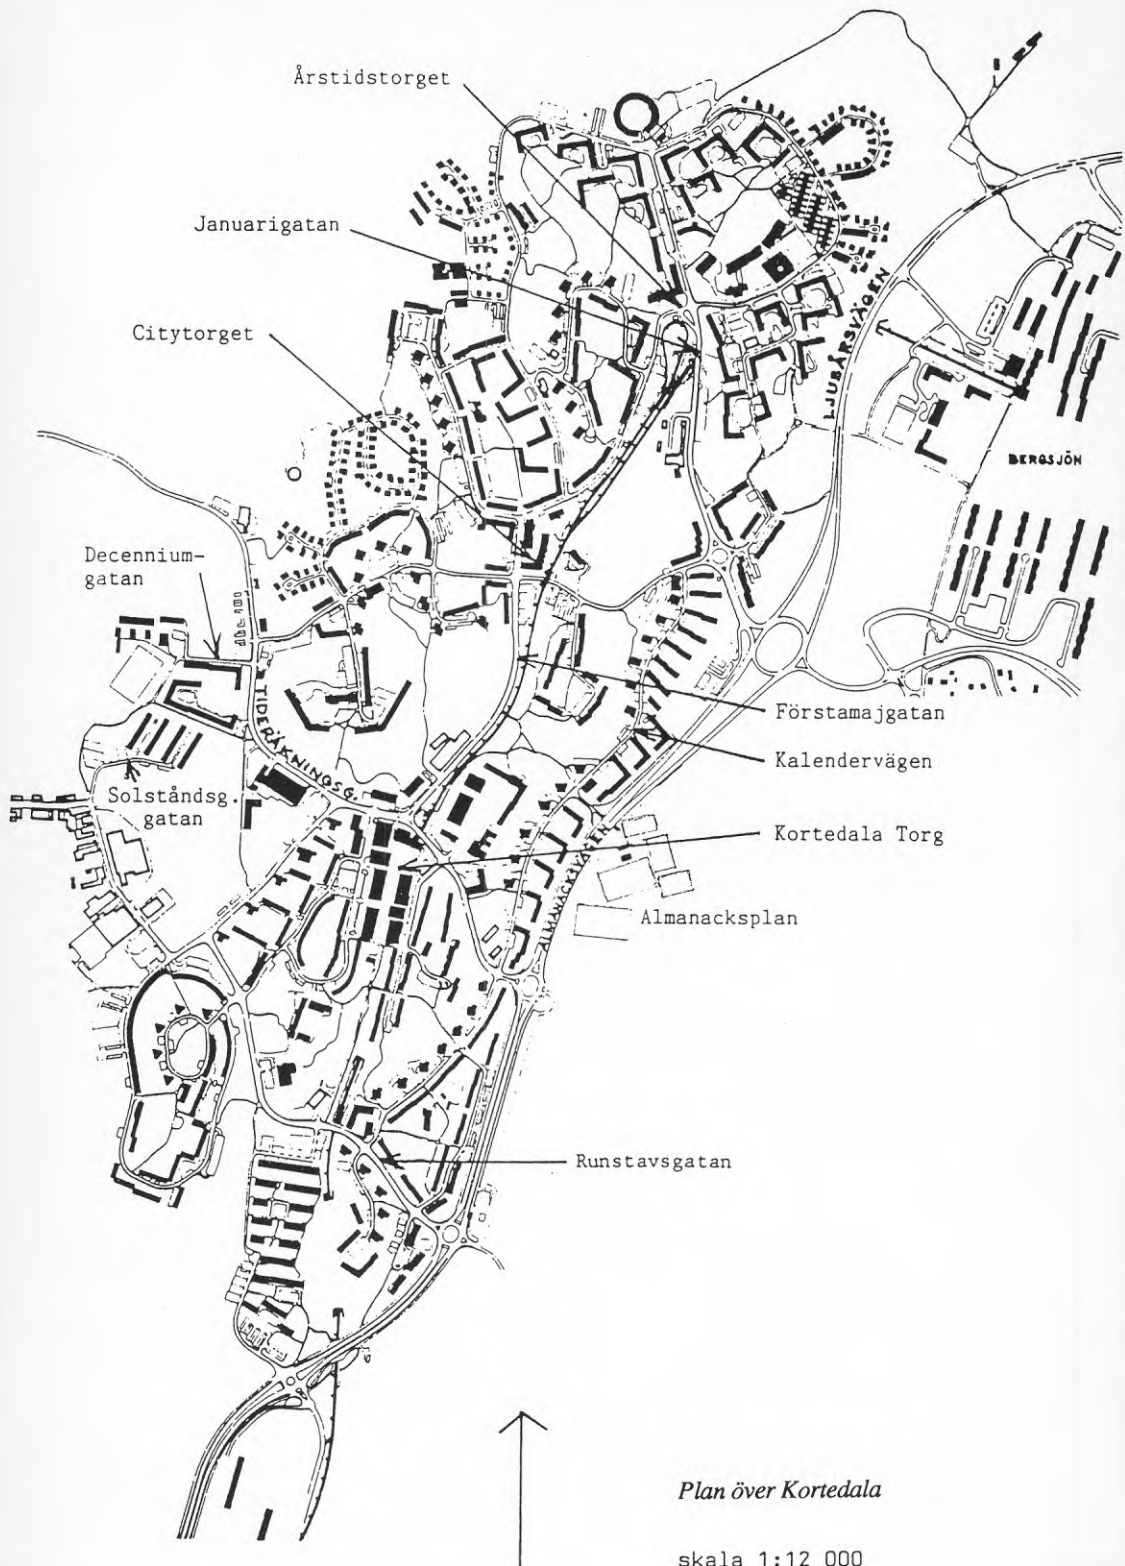 Årstidstorget
Januarigatan
Citytorget
LJUBÅRSVÄGEN
BERGSJÖN
Decennium-
gatan
TIDERÄKNINGSG.
Förstamajgatan
Kalendervägen
Solståndsg.
gatan
Kortedala Torg
ALMANACKSVÄGEN
Almanacksplan
Runstavsgatan
Plan över Kortedala
skala 1:12 000